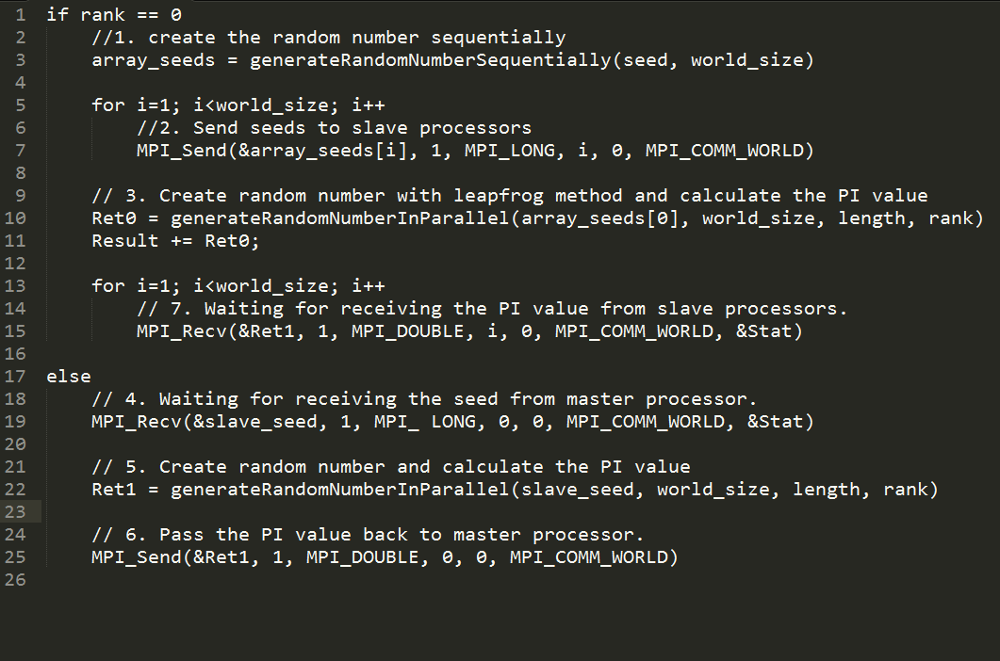 1 if rank == 0
2 //1. create the random number sequentially
3 array_seeds = generateRandomNumberSequentially(seed, world_size)
4
5 for i=1; i<world_size; i++
6 //2. Send seeds to slave processors
7 MPI_Send(&array_seeds[i], 1, MPI_LONG, i, 0, MPI_COMM_WORLD)
8
9 // 3. Create random number with leapfrog method and calculate the PI value
10 Ret0 = generateRandomNumberInParallel(array_seeds[0], world_size, length, rank)
11 Result += Ret0;
12
13 for i=1; i<world_size; i++
14 // 7. Waiting for receiving the PI value from slave processors.
15 MPI_Recv(&Ret1, 1, MPI_DOUBLE, i, 0, MPI_COMM_WORLD, &Stat)
16
17 else
18 // 4. Waiting for receiving the seed from master processor.
19 MPI_Recv(&slave_seed, 1, MPI_ LONG, 0, 0, MPI_COMM_WORLD, &Stat)
20
21 // 5. Create random number and calculate the PI value
22 Ret1 = generateRandomNumberInParallel(slave_seed, world_size, length, rank)
23
24 // 6. Pass the PI value back to master processor.
25 MPI_Send(&Ret1, 1, MPI_DOUBLE, 0, 0, MPI_COMM_WORLD)
26